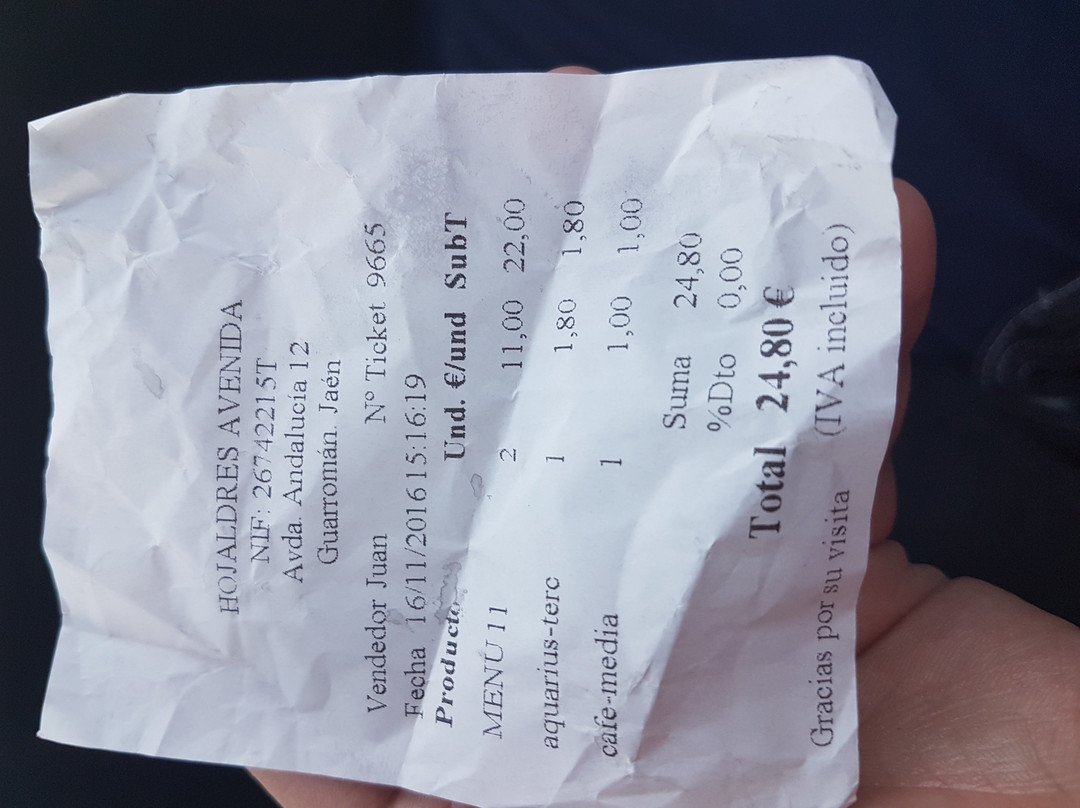 HOJALDRES AVENIDA
NIF: 26742215T
Avda. Andalucía 12
Guarromán. Jaén
Vendedor Juan Nº Ticket 9665
Fecha 16/11/2016 15:16:19
Producto Und. €/und SubT
MENU 11 2 11,00 22,00
aquarius-terc 1 1,80 1,80
cafe-media 1 1,00 1,00
Suma 24,80
%Dto 0,00
Total 24,80 €
Gracias por su visita (IVA incluido)